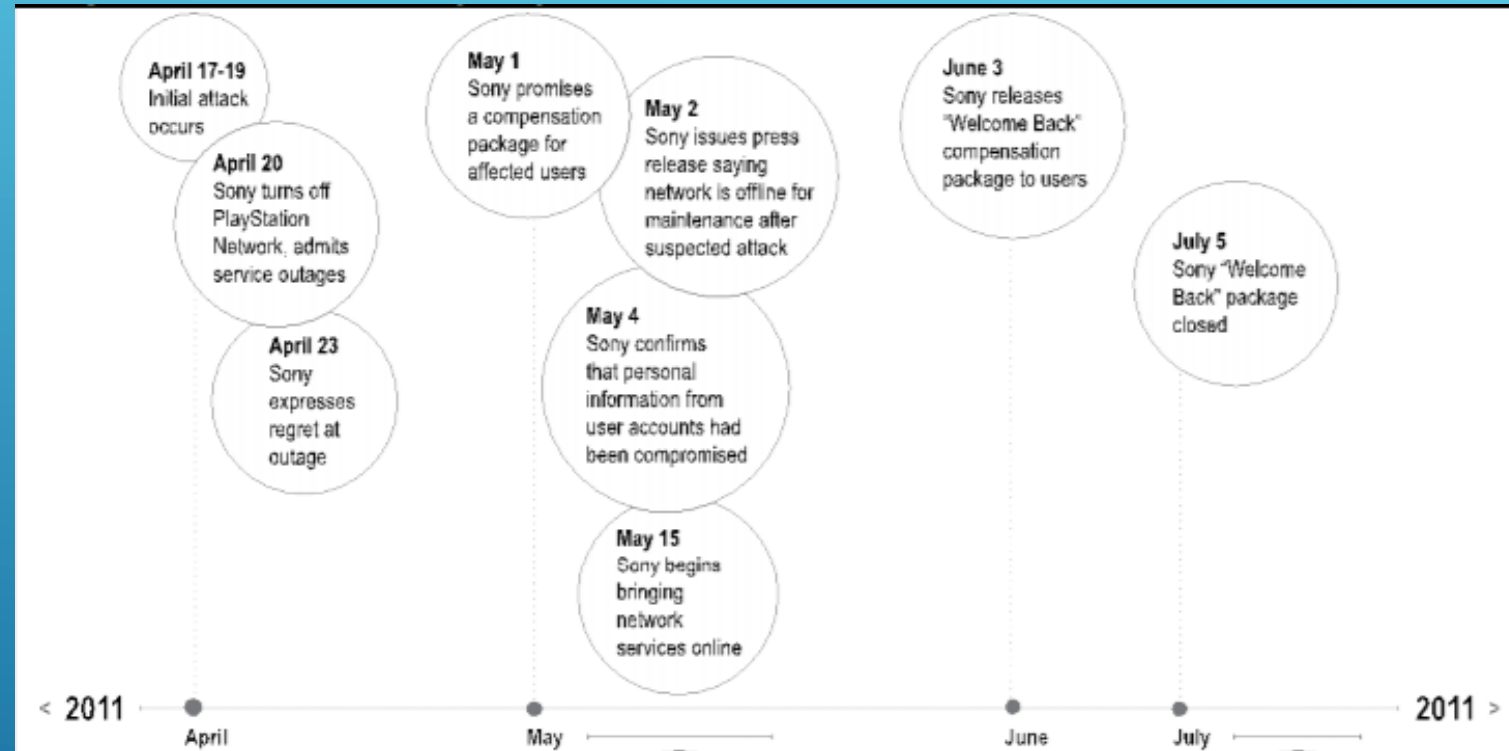 April 17-19
Initial attack
occurs
April 20
Sony turns off
PlayStation
Network, admits
service outages
April 23
Sony
expresses
regret at
outage
May 1
Sony promises
a compensation
package for
affected users
May 2
Sony issues press
release saying
network is offline for
maintenance after
suspected attack
May 4
Sony confirms
that personal
information from
user accounts had
been compromised
May 15
Sony begins
bringing
network
services online
June 3
Sony releases
"Welcome Back"
compensation
package to users
July 5
Sony "Welcome
Back" package
closed
< 2011
April
May
June
July
2011 >